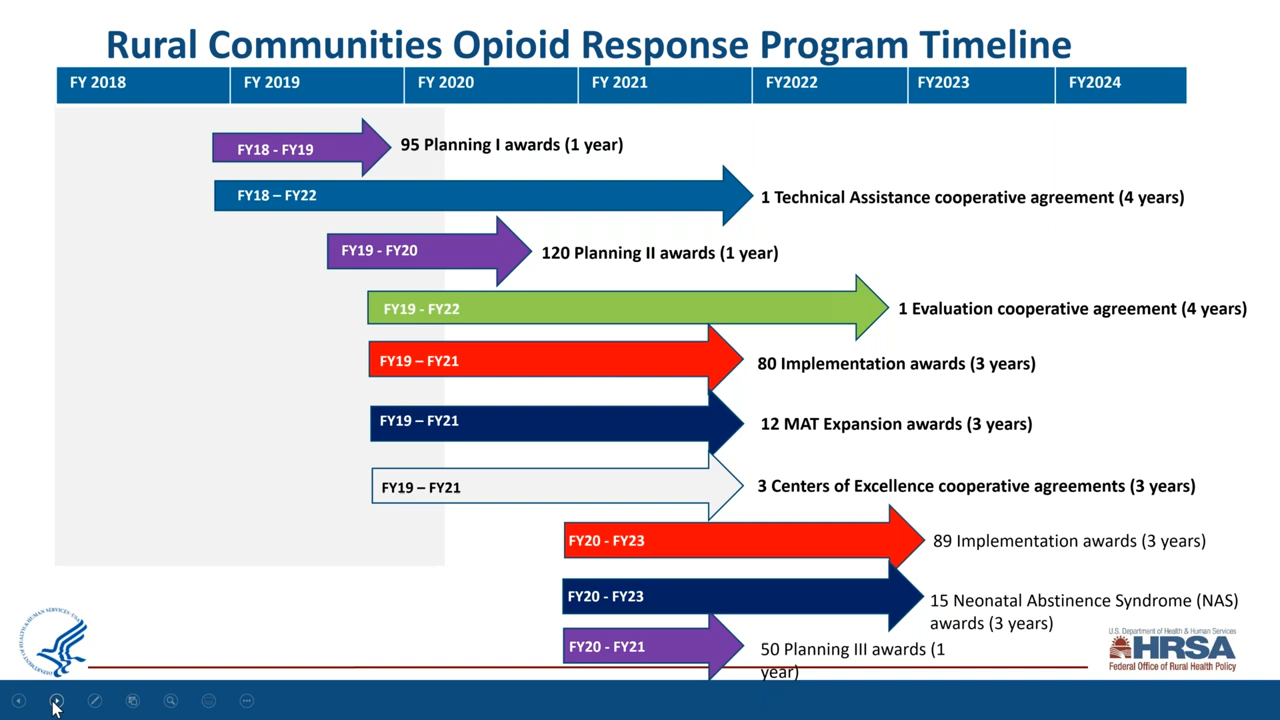 Rural Communities Opioid Response Program Timeline
FY 2018 FY 2019 FY 2020 FY 2021 FY2022 FY2023 FY2024
FY18 - FY19 95 Planning I awards (1 year)
FY18 – FY22 1 Technical Assistance cooperative agreement (4 years)
FY19 - FY20 120 Planning II awards (1 year)
FY19 - FY22 1 Evaluation cooperative agreement (4 years)
FY19 – FY21 80 Implementation awards (3 years)
FY19 – FY21 12 MAT Expansion awards (3 years)
FY19 – FY21 3 Centers of Excellence cooperative agreements (3 years)
FY20 - FY23 89 Implementation awards (3 years)
FY20 - FY23 15 Neonatal Abstinence Syndrome (NAS)
awards (3 years)
FY20 - FY21 50 Planning III awards (1
year)
U.S. Department of Health & Human Services
HRSA
Federal Office of Rural Health Policy